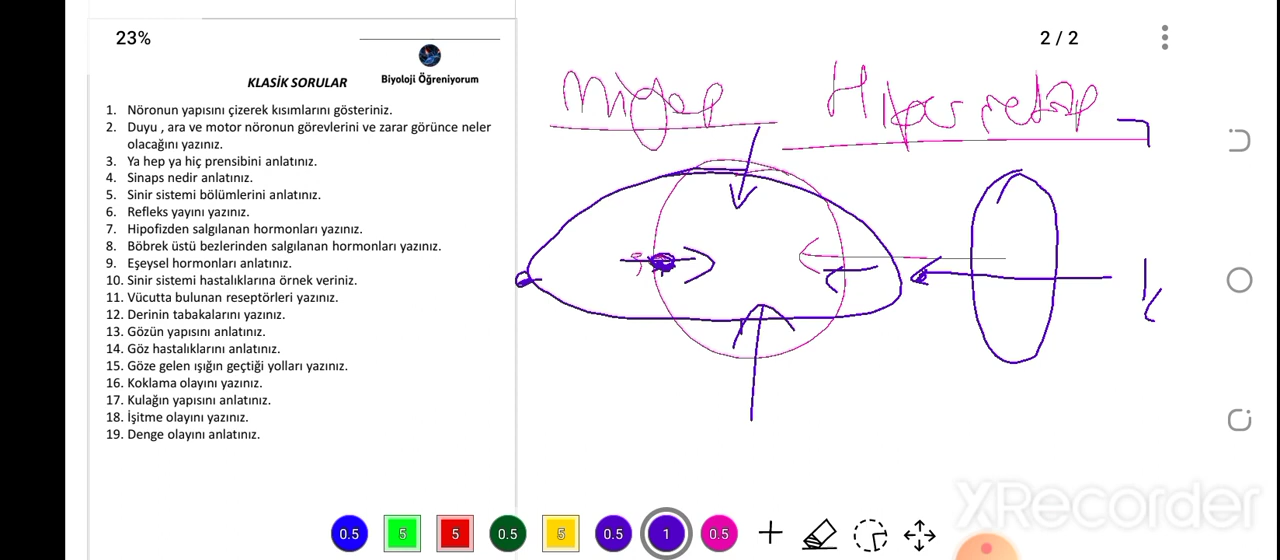 23%
2 / 2
KLASİK SORULAR
Biyoloji Öğreniyorum
1. Nöronun yapısını çizerek kısımlarını gösteriniz.
2. Duyu , ara ve motor nöronun görevlerini ve zarar görünce neler
olacağını yazınız.
3. Ya hep ya hiç prensibini anlatınız.
4. Sinaps nedir anlatınız.
5. Sinir sistemi bölümlerini anlatınız.
6. Refleks yayını yazınız.
7. Hipofizden salgılanan hormonları yazınız.
8. Böbrek üstü bezlerinden salgılanan hormonları yazınız.
9. Eşeysel hormonları anlatınız.
10. Sinir sistemi hastalıklarına örnek veriniz.
11. Vücutta bulunan reseptörleri yazınız.
12. Derinin tabakalarını yazınız.
13. Gözün yapısını anlatınız.
14. Göz hastalıklarını anlatınız.
15. Göze gelen ışığın geçtiği yolları yazınız.
16. Koklama olayını yazınız.
17. Kulağın yapısını anlatınız.
18. İşitme olayını yazınız.
19. Denge olayını anlatınız.
0.5 5 5 0.5 5 0.5 1 0.5
XRecorder